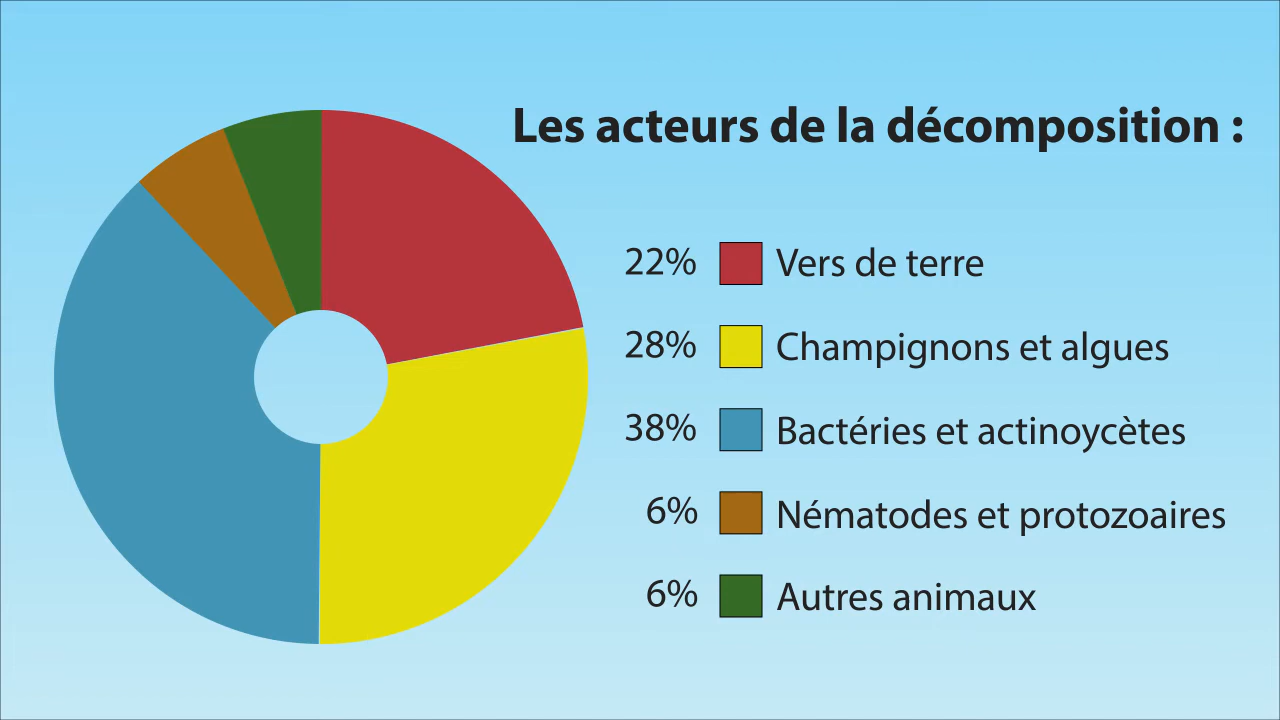 Les acteurs de la décomposition :
22% Vers de terre
28% Champignons et algues
38% Bactéries et actinoycètes
6% Nématodes et protozoaires
6% Autres animaux